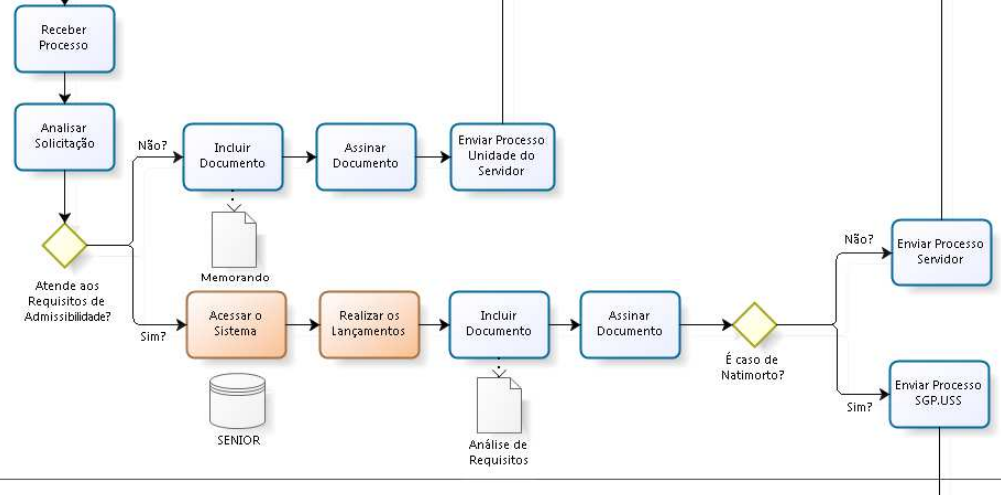 Receber
Processo
Analisar
Solicitação
Não?
Incluir
Documento
Assinar
Documento
Enviar Processo
Unidade do
Servidor
Memorando
Atende aos
Requisitos de
Admissibilidade?
Sim?
Acessar o
Sistema
Realizar os
Lançamentos
Incluir
Documento
Assinar
Documento
É caso de
Natimorto?
Não?
Enviar Processo
Servidor
Sim?
Enviar Processo
SGP.USS
SENIOR
Análise de
Requisitos